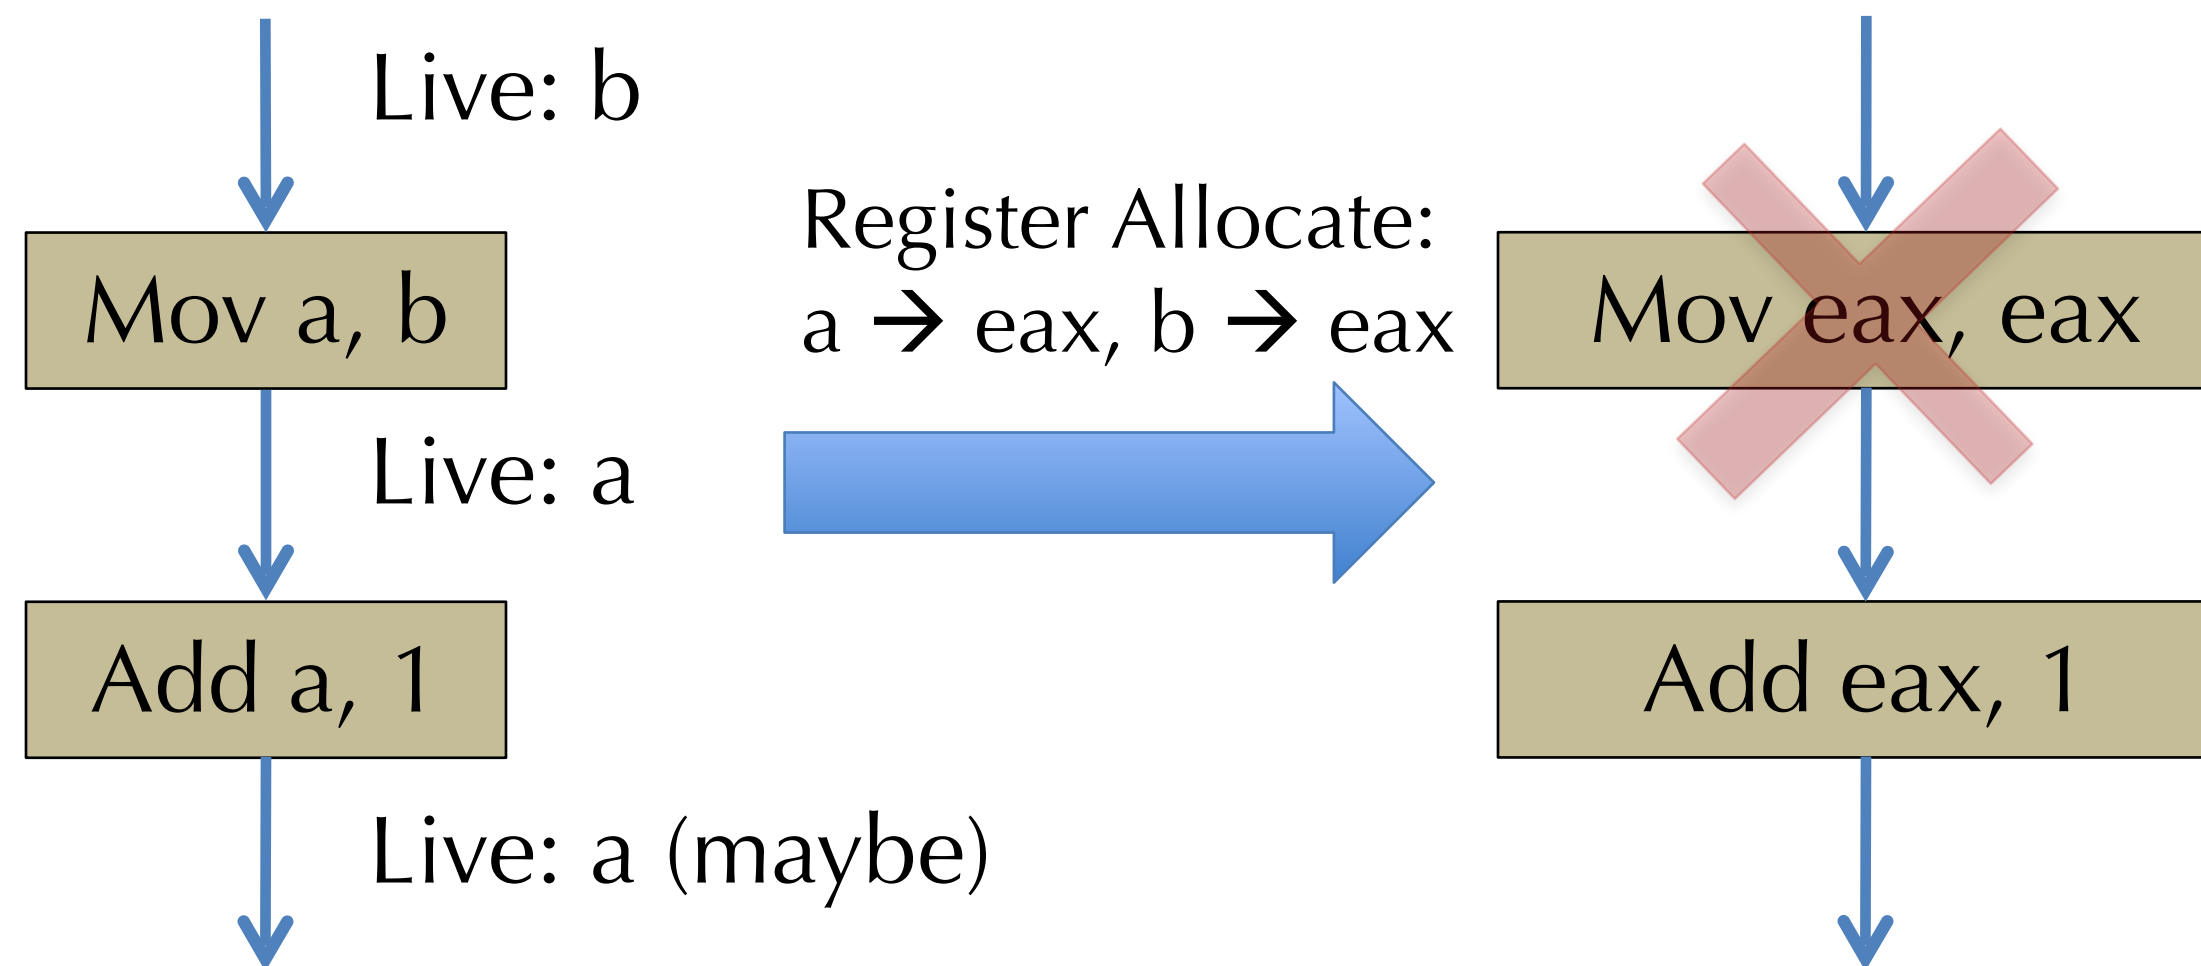 Live: b
Mov a, b
Live: a
Add a, 1
Live: a (maybe)
Register Allocate:
a → eax, b → eax
Mov eax, eax
Add eax, 1